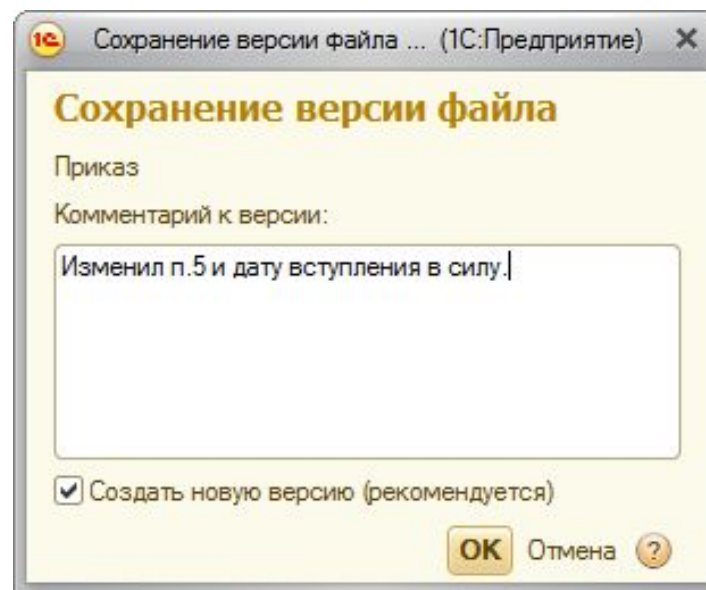 1С Сохранение версии файла ... (1С:Предприятие)
Сохранение версии файла
Приказ
Комментарий к версии:
Изменил п.5 и дату вступления в силу.
Создать новую версию (рекомендуется)
ОК Отмена ?